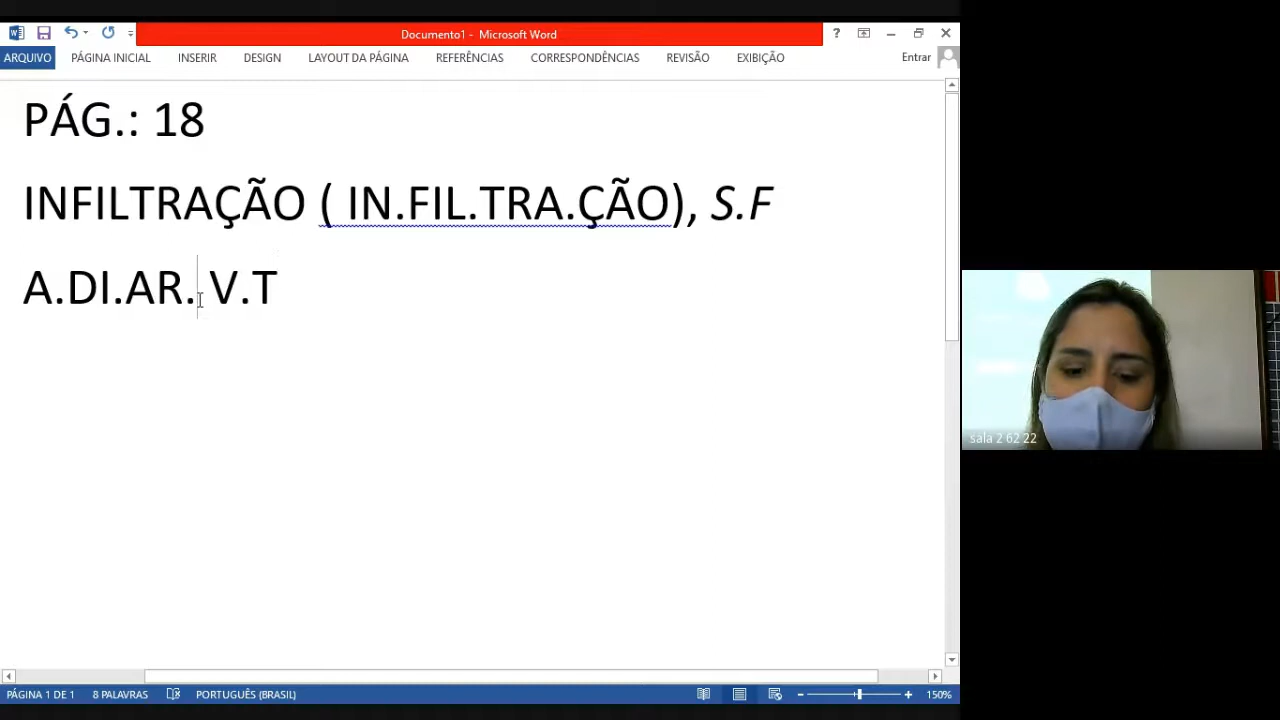 Documento1 - Microsoft Word
?
ARQUIVO PÁGINA INICIAL INSERIR DESIGN LAYOUT DA PÁGINA REFERÊNCIAS CORRESPONDÊNCIAS REVISÃO EXIBIÇÃO Entrar
PÁG.: 18
INFILTRAÇÃO ( IN.FIL.TRA.ÇÃO), S.F
A.DI.AR. V.T
sala 2 62 22
PÁGINA 1 DE 1 8 PALAVRAS PORTUGUÊS (BRASIL) 150%